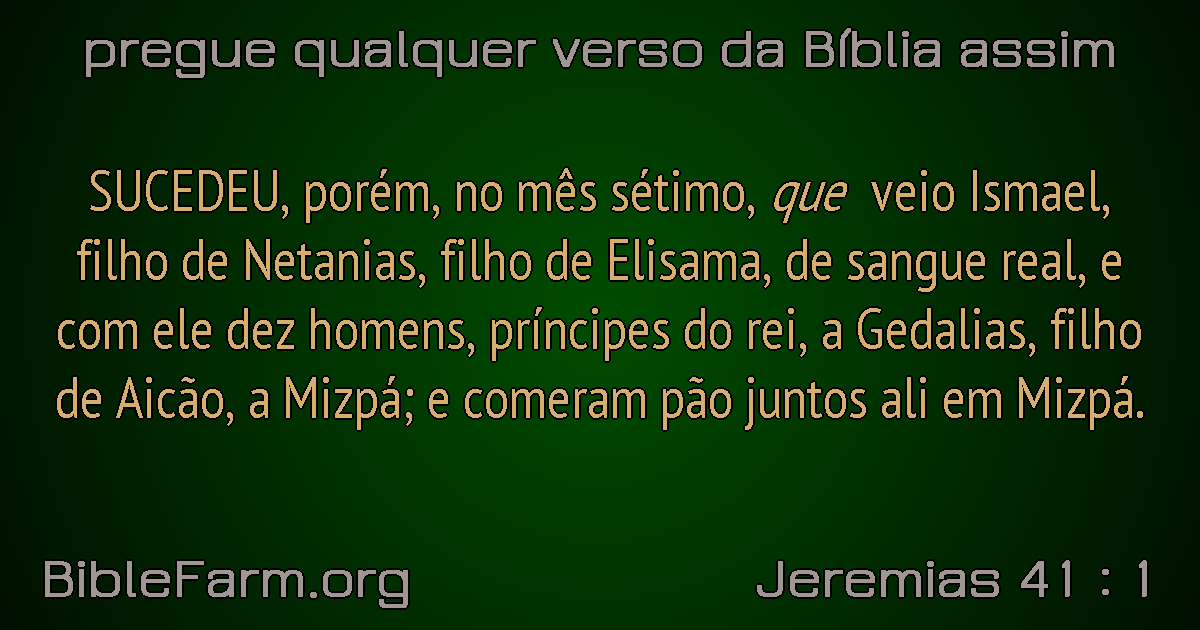 pregue qualquer verso da Bíblia assim
SUCEDEU, porém, no mês sétimo, que veio Ismael,
filho de Netanias, filho de Elisama, de sangue real, e
com ele dez homens, príncipes do rei, a Gedalias, filho
de Aicão, a Mizpá; e comeram pão juntos ali em Mizpá.
BibleFarm.org
Jeremias 41 : 1